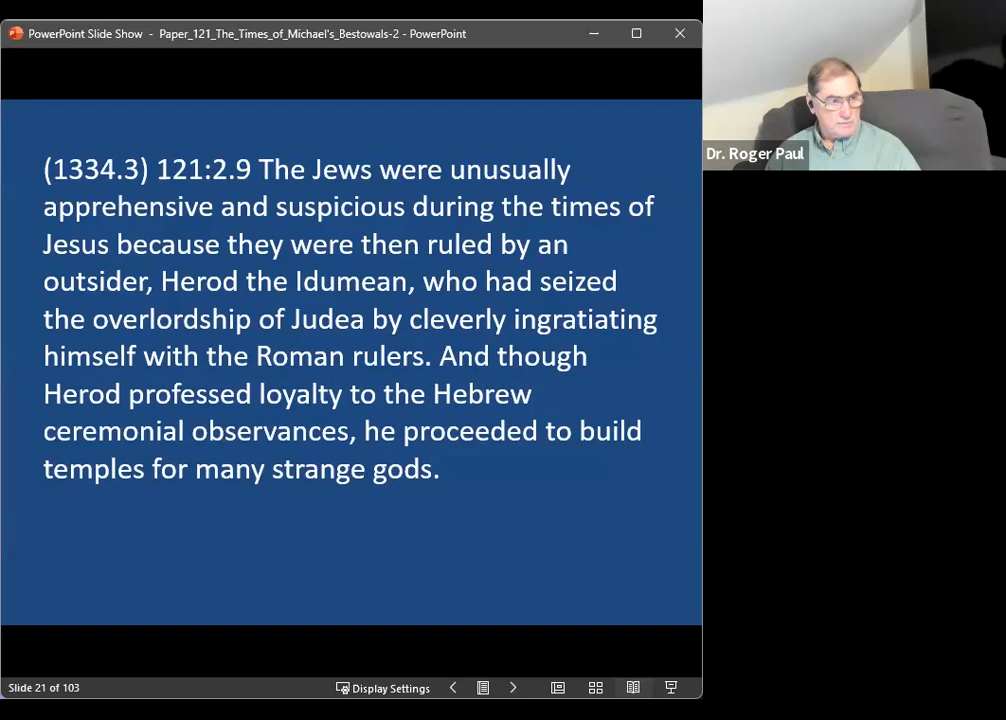 PowerPoint Slide Show - Paper_121_The_Times_of_Michael's_Bestowals-2 - PowerPoint
Dr. Roger Paul
(1334.3) 121:2.9 The Jews were unusually
apprehensive and suspicious during the times of
Jesus because they were then ruled by an
outsider, Herod the Idumean, who had seized
the overlordship of Judea by cleverly ingratiating
himself with the Roman rulers. And though
Herod professed loyalty to the Hebrew
ceremonial observances, he proceeded to build
temples for many strange gods.
Slide 21 of 103
Display Settings